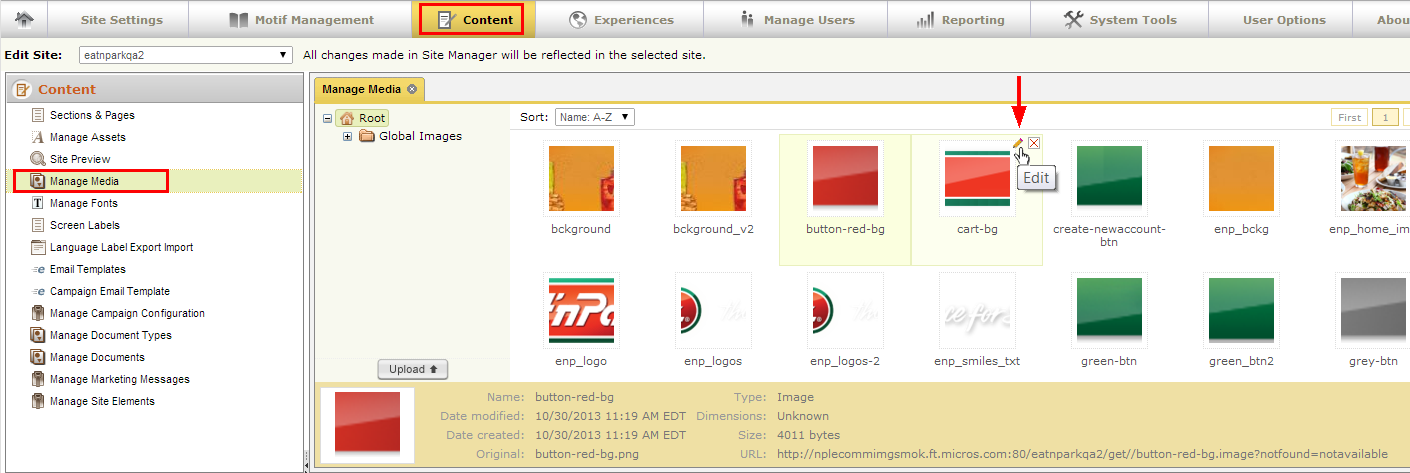 Site Settings Motif Management Content Experiences Manage Users Reporting System Tools User Options Abou
Edit Site: eatnparkqa2 All changes made in Site Manager will be reflected in the selected site.
Content
Sections & Pages
Manage Assets
Site Preview
Manage Media
Manage Fonts
Screen Labels
Language Label Export Import
Email Templates
Campaign Email Template
Manage Campaign Configuration
Manage Document Types
Manage Documents
Manage Marketing Messages
Manage Site Elements
Manage Media
Root
Global Images
Upload
Sort: Name: A-Z First 1
Edit
bckground bckground_v2 button-red-bg cart-bg create-newaccount-btn enp_bckg enp_home_im
enp_logo enp_logos enp_logos-2 enp_smiles_txt green-btn green_btn2 grey-btn
Name: button-red-bg Type: Image
Date modified: 10/30/2013 11:19 AM EDT Dimensions: Unknown
Date created: 10/30/2013 11:19 AM EDT Size: 4011 bytes
Original: button-red-bg.png URL: http://nplecommimgsmok.ft.micros.com:80/eatnparkqa2/get//button-red-bg.image?notfound=notavailable